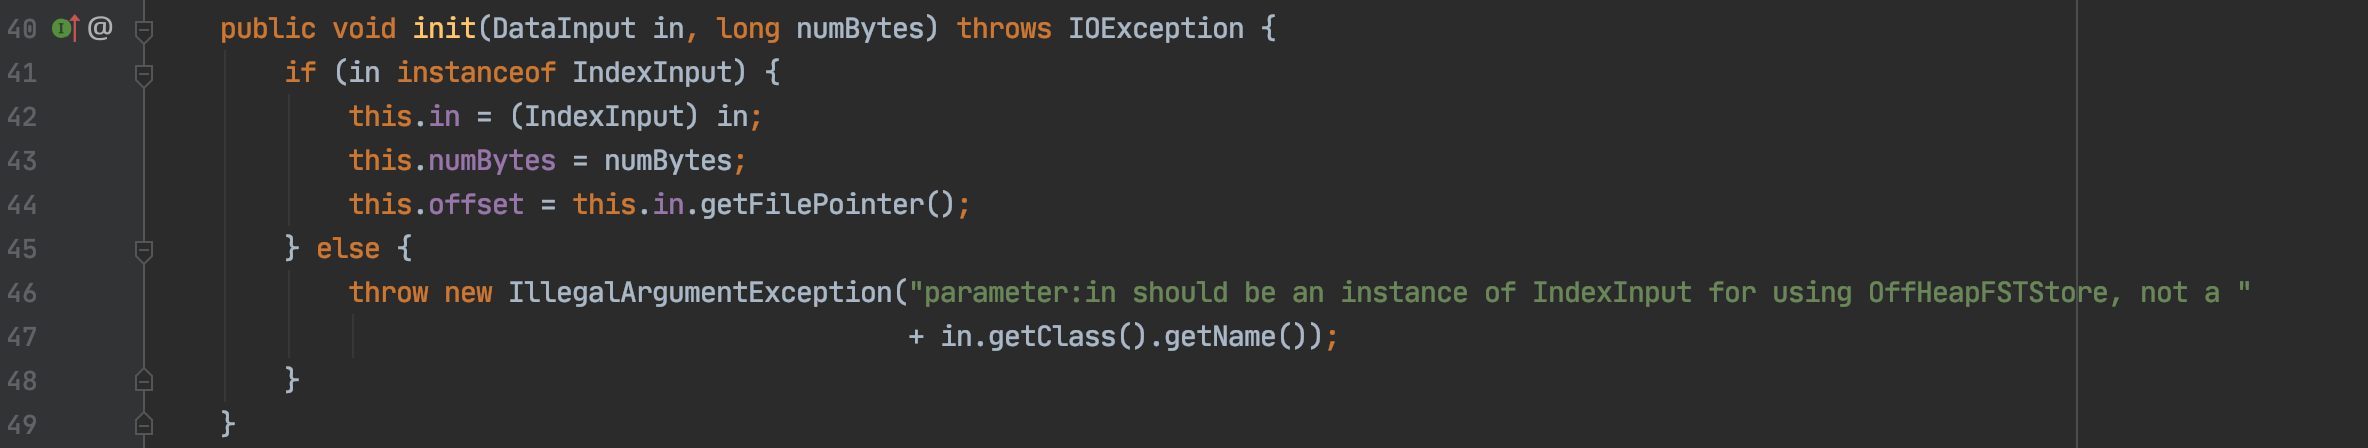 40 @ public void init(DataInput in, long numBytes) throws IOException {
41 if (in instanceof IndexInput) {
42 this.in = (IndexInput) in;
43 this.numBytes = numBytes;
44 this.offset = this.in.getFilePointer();
45 } else {
46 throw new IllegalArgumentException("parameter:in should be an instance of IndexInput for using OffHeapFSTStore, not a "
47 + in.getClass().getName());
48 }
49 }